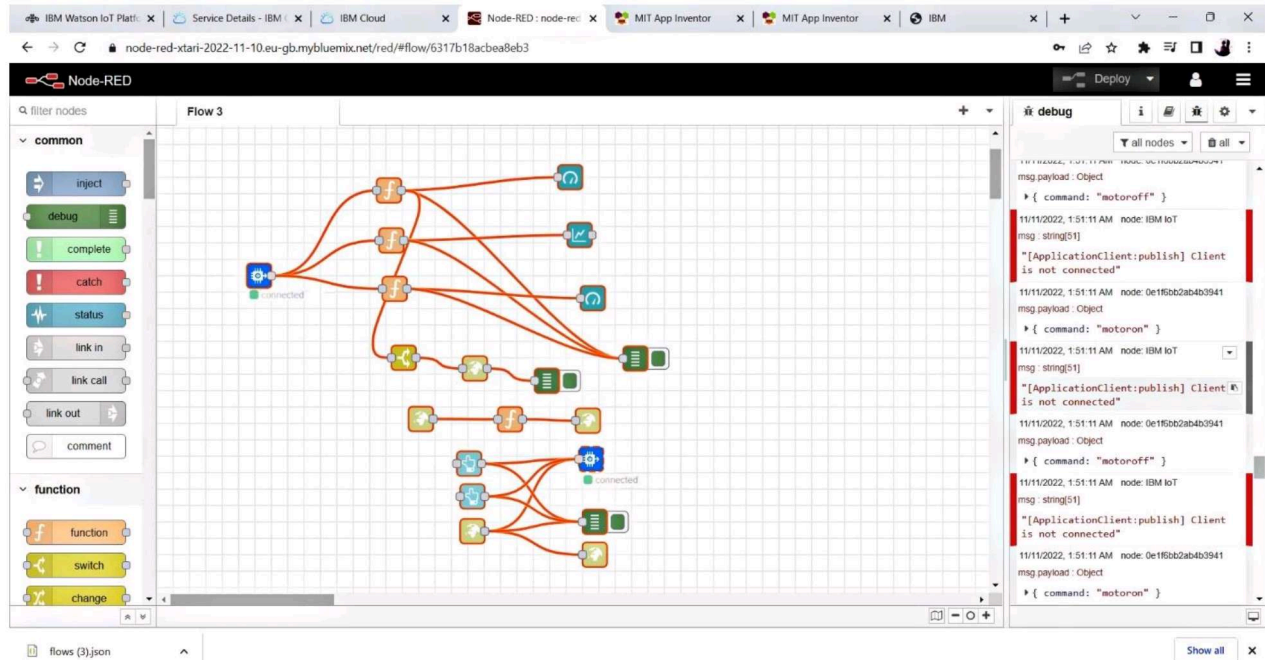 IBM Watson IoT Platfo
Service Details - IBM C
IBM Cloud
Node-RED : node-red
MIT App Inventor
MIT App Inventor
IBM
node-red-xtari-2022-11-10.eu-gb.mybluemix.net/red/#flow/6317b18acbea8eb3
Node-RED
Deploy
filter nodes
Flow 3
debug
all nodes
all
common
inject
debug
complete
catch
status
link in
link call
link out
comment
function
function
switch
change
connected
connected
msg.payload : Object
{ command: "motoroff" }
11/11/2022, 1:51:11 AM node: IBM IoT
msg : string[51]
"[ApplicationClient:publish] Client
is not connected"
11/11/2022, 1:51:11 AM node: 0e1f6bb2ab4b3941
msg.payload : Object
{ command: "motoron" }
11/11/2022, 1:51:11 AM node: IBM IoT
msg : string[51]
"[ApplicationClient:publish] Client
is not connected"
11/11/2022, 1:51:11 AM node: 0e1f6bb2ab4b3941
msg.payload : Object
{ command: "motoroff" }
11/11/2022, 1:51:11 AM node: IBM IoT
msg : string[51]
"[ApplicationClient:publish] Client
is not connected"
11/11/2022, 1:51:11 AM node: 0e1f6bb2ab4b3941
msg.payload : Object
{ command: "motoron" }
flows (3).json
Show all